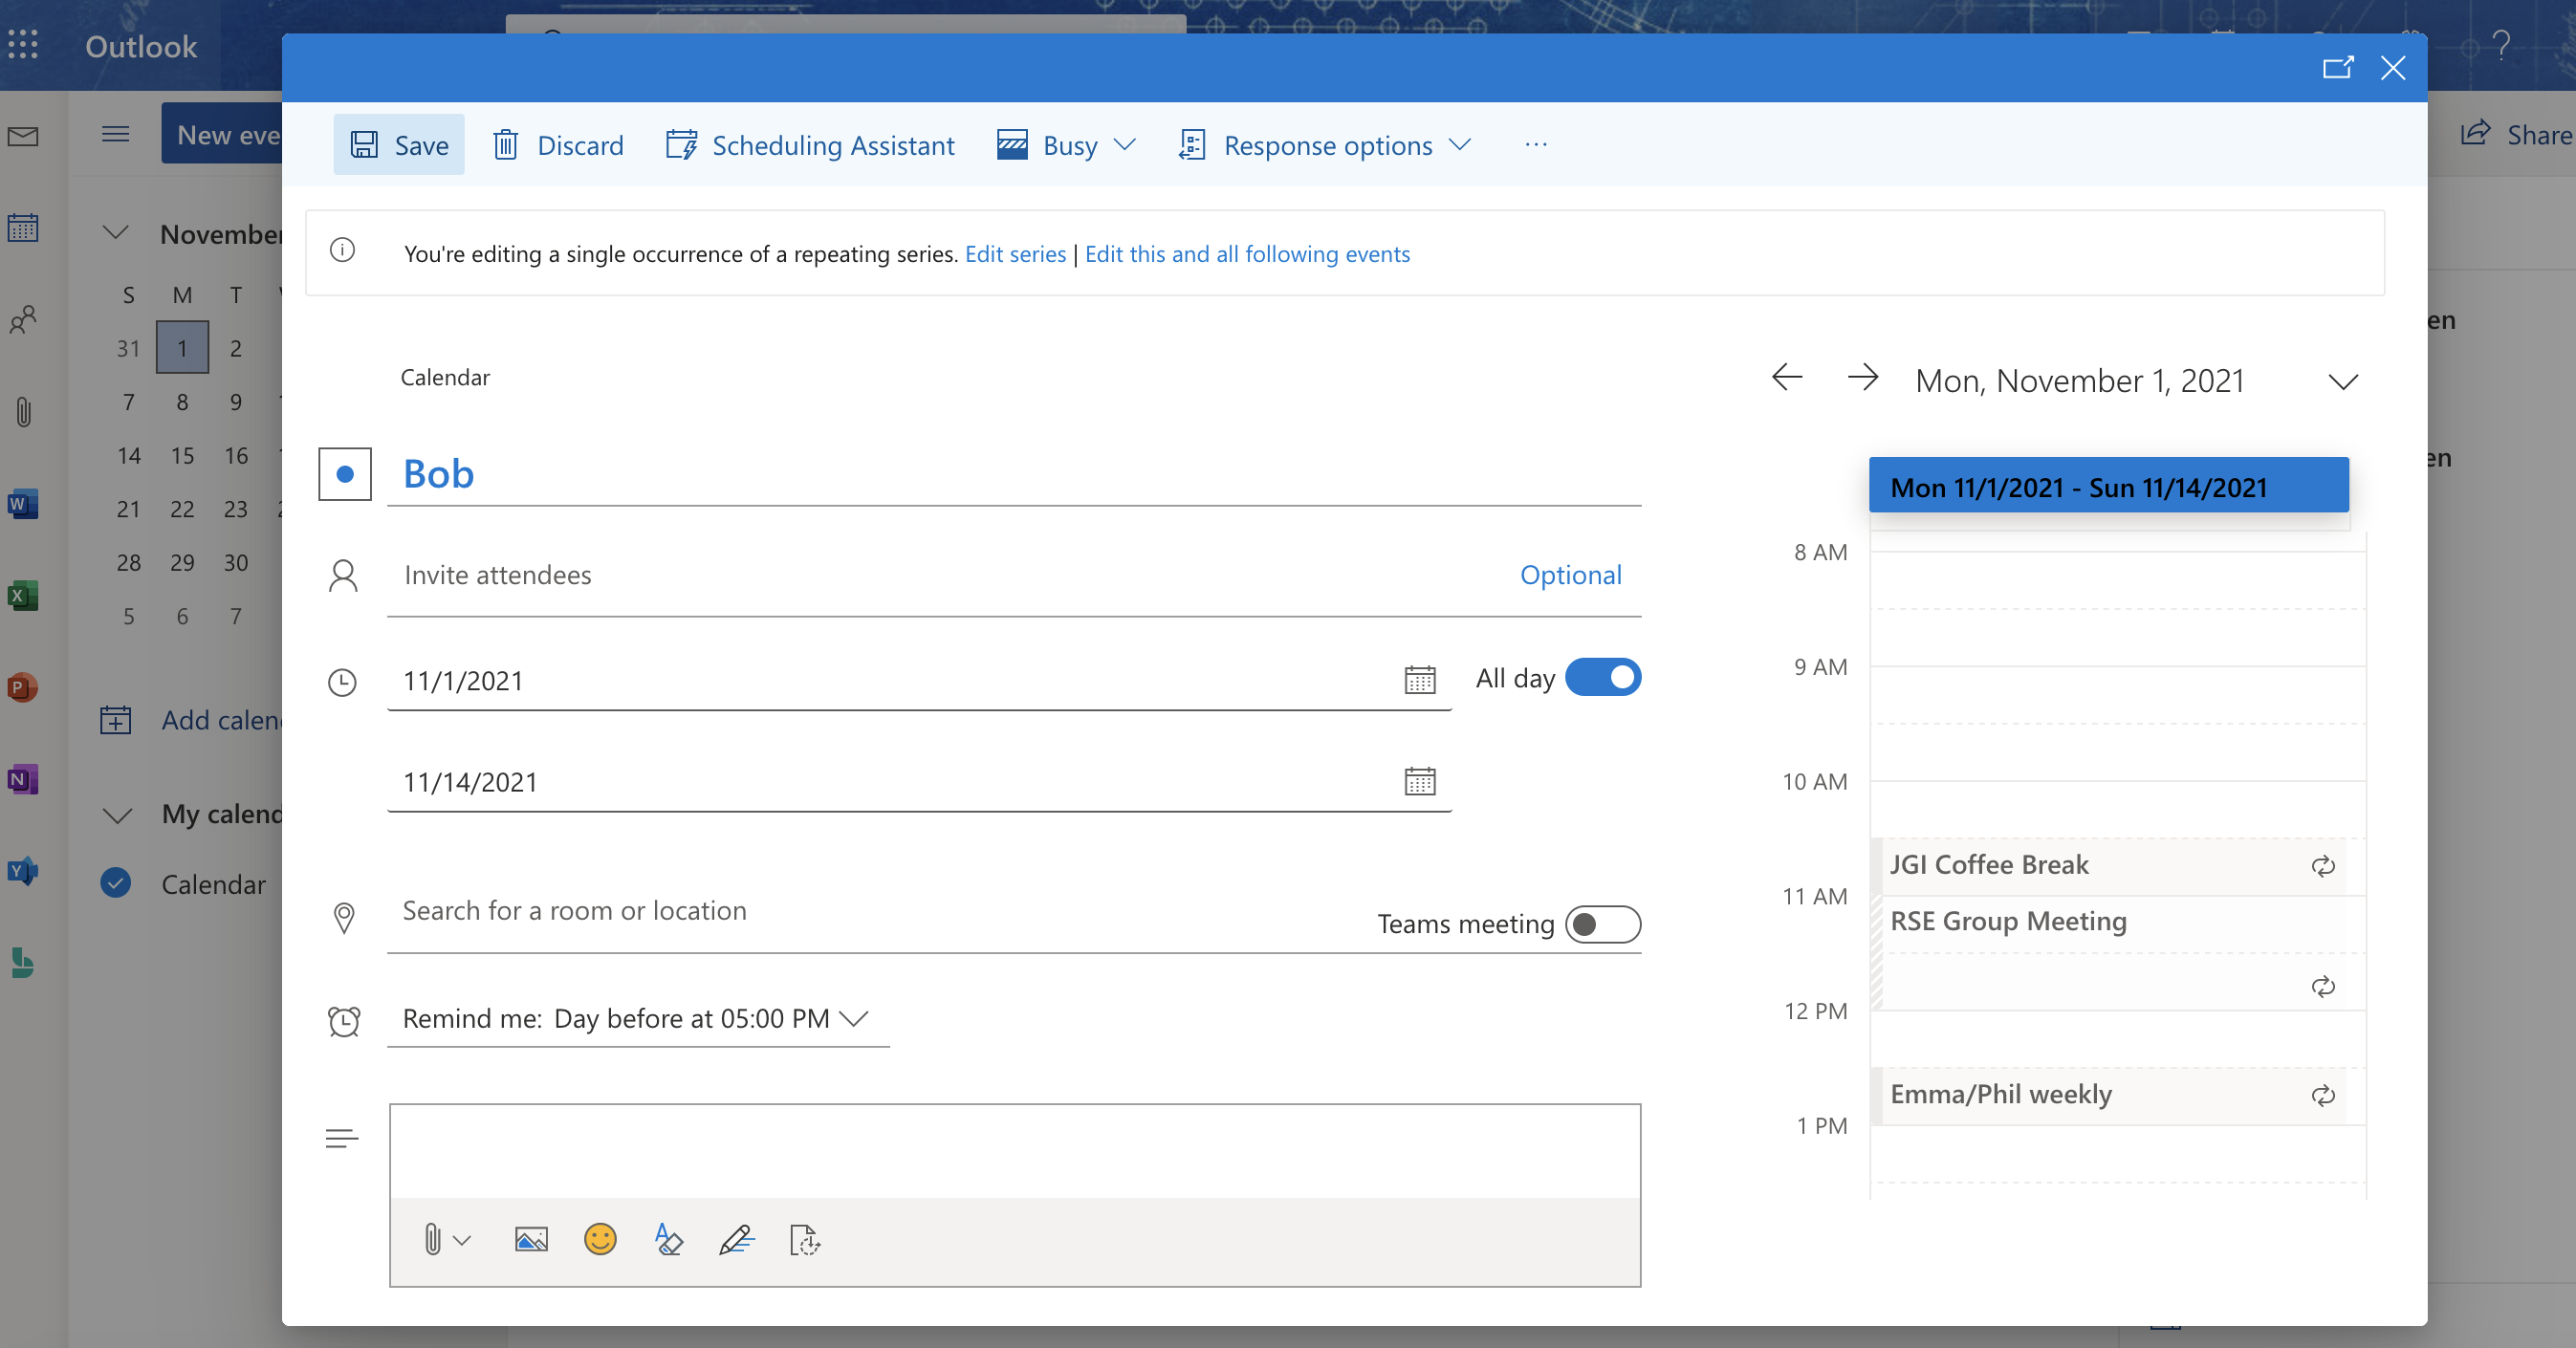 Outlook
New eve
Share
Save
Discard
Scheduling Assistant
Busy
Response options
You're editing a single occurrence of a repeating series. Edit series | Edit this and all following events
November
S M T
31 1 2
7 8 9
14 15 16
21 22 23
28 29 30
5 6 7
Add calen
My calend
Calendar
Calendar
Bob
Invite attendees
Optional
11/1/2021
All day
11/14/2021
Search for a room or location
Teams meeting
Remind me: Day before at 05:00 PM
Mon, November 1, 2021
Mon 11/1/2021 - Sun 11/14/2021
8 AM
9 AM
10 AM
JGI Coffee Break
11 AM
RSE Group Meeting
12 PM
Emma/Phil weekly
1 PM
en
en